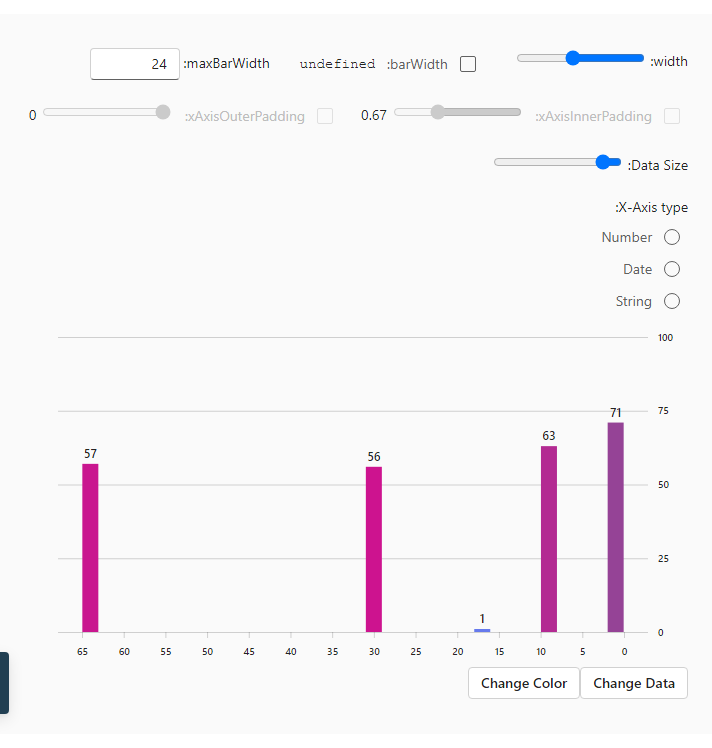 width:
barWidth: undefined
maxBarWidth: 24
xAxisInnerPadding: 0.67
xAxisOuterPadding: 0
Data Size:
X-Axis type:
Number
Date
String
100
75
50
25
0
71
63
1
56
57
65 60 55 50 45 40 35 30 25 20 15 10 5 0
Change Color Change Data